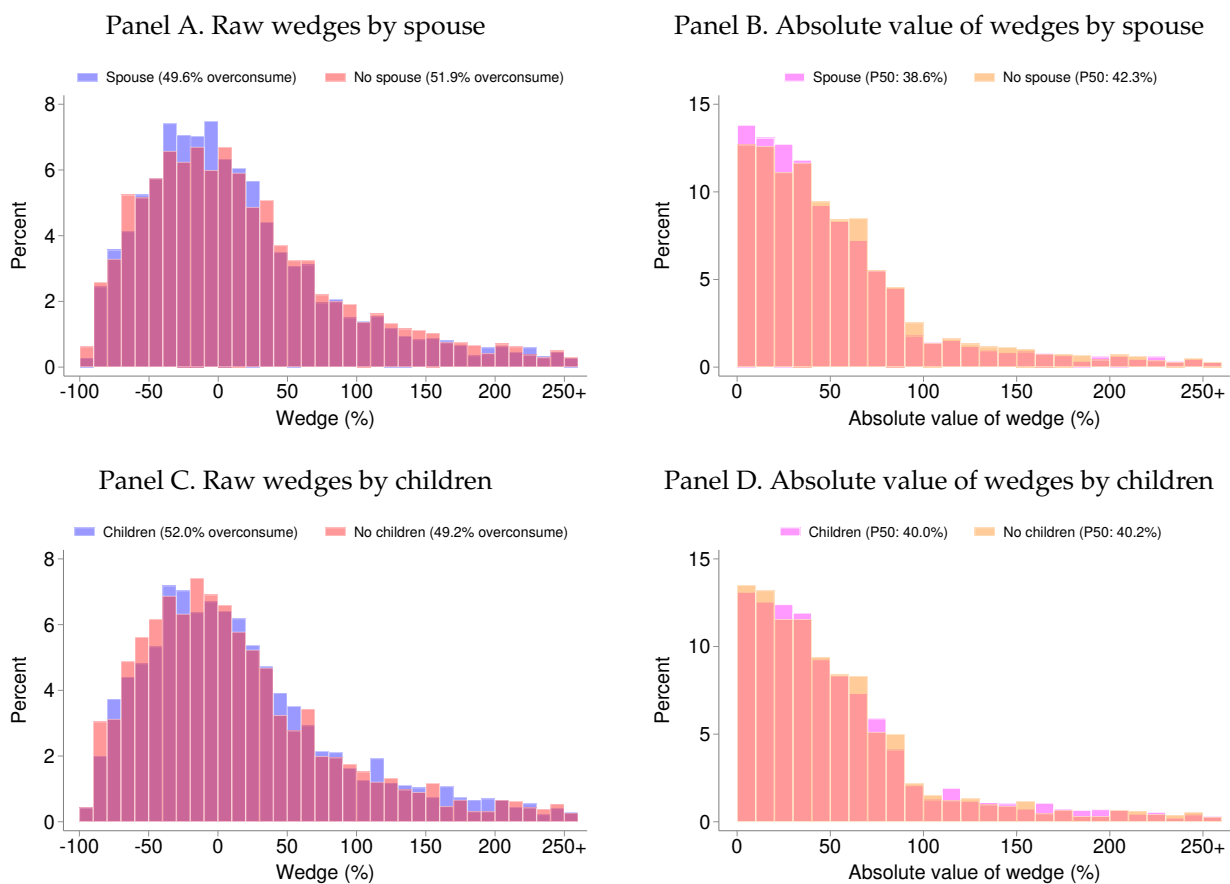 Panel A. Raw wedges by spouse
Spouse (49.6% overconsume) No spouse (51.9% overconsume)
8
6
4
2
0
Percent
-100 -50 0 50 100 150 200 250+
Wedge (%)
Panel B. Absolute value of wedges by spouse
Spouse (P50: 38.6%) No spouse (P50: 42.3%)
15
10
5
0
Percent
0 50 100 150 200 250+
Absolute value of wedge (%)
Panel C. Raw wedges by children
Children (52.0% overconsume) No children (49.2% overconsume)
8
6
4
2
0
Percent
-100 -50 0 50 100 150 200 250+
Wedge (%)
Panel D. Absolute value of wedges by children
Children (P50: 40.0%) No children (P50: 40.2%)
15
10
5
0
Percent
0 50 100 150 200 250+
Absolute value of wedge (%)